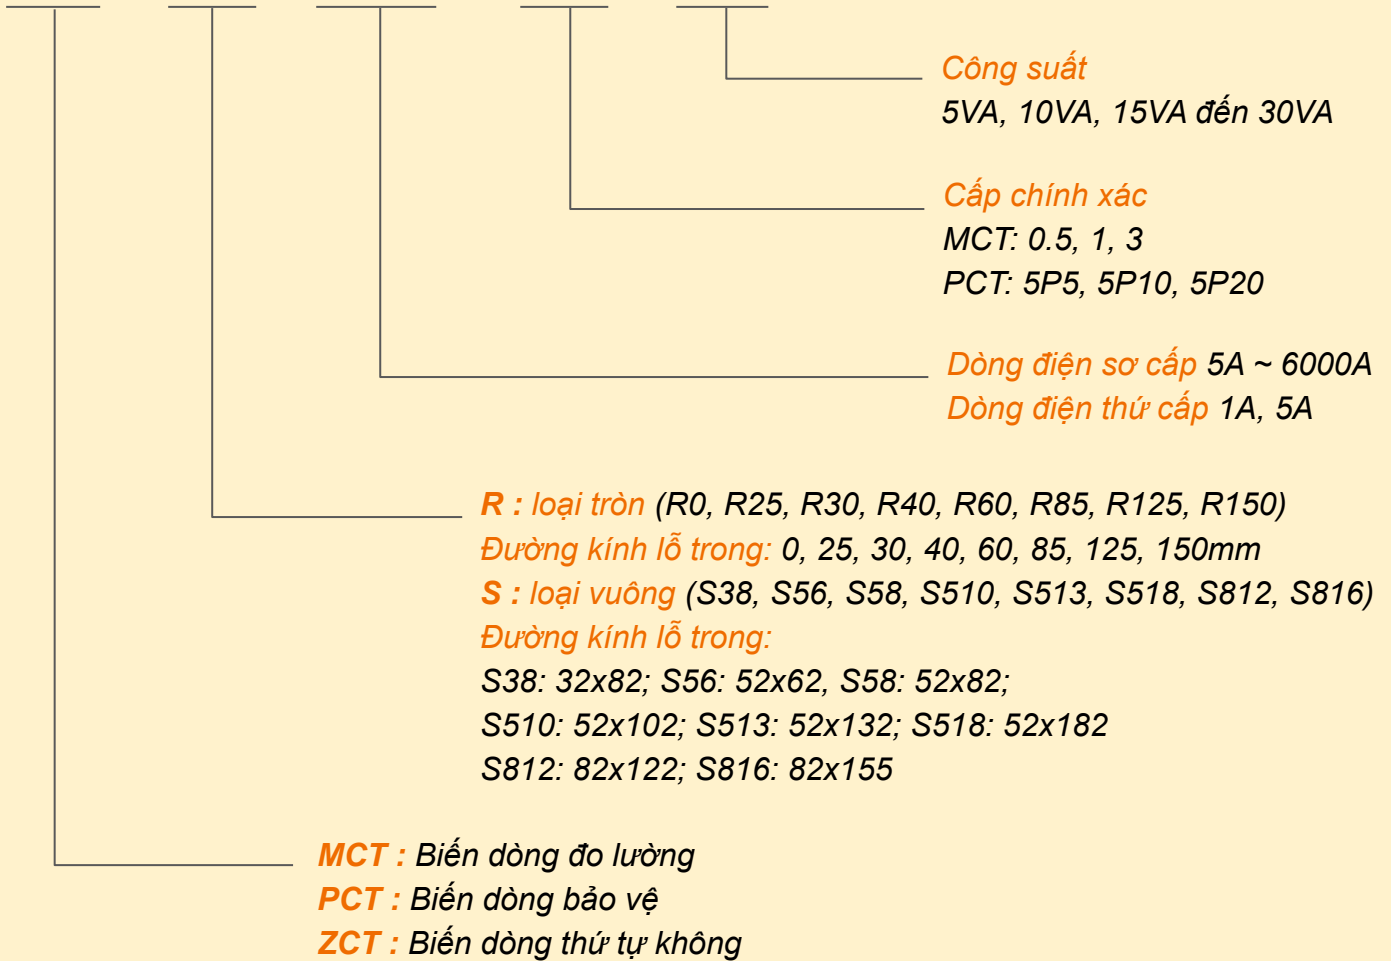 Công suất
5VA, 10VA, 15VA đến 30VA
Cấp chính xác
MCT: 0.5, 1, 3
PCT: 5P5, 5P10, 5P20
Dòng điện sơ cấp 5A ~ 6000A
Dòng điện thứ cấp 1A, 5A
R : loại tròn (R0, R25, R30, R40, R60, R85, R125, R150)
Đường kính lỗ trong: 0, 25, 30, 40, 60, 85, 125, 150mm
S : loại vuông (S38, S56, S58, S510, S513, S518, S812, S816)
Đường kính lỗ trong:
S38: 32x82; S56: 52x62, S58: 52x82;
S510: 52x102; S513: 52x132; S518: 52x182
S812: 82x122; S816: 82x155
MCT : Biến dòng đo lường
PCT : Biến dòng bảo vệ
ZCT : Biến dòng thứ tự không